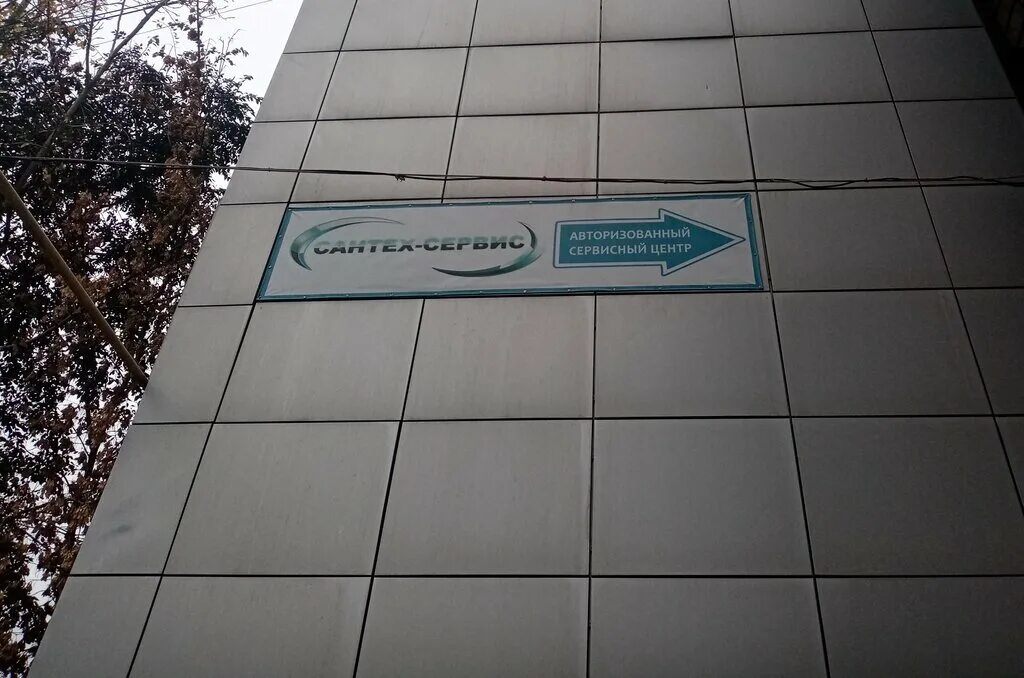 САНТЕХ-СЕРВИС
АВТОРИЗОВАННЫЙ
СЕРВИСНЫЙ ЦЕНТР